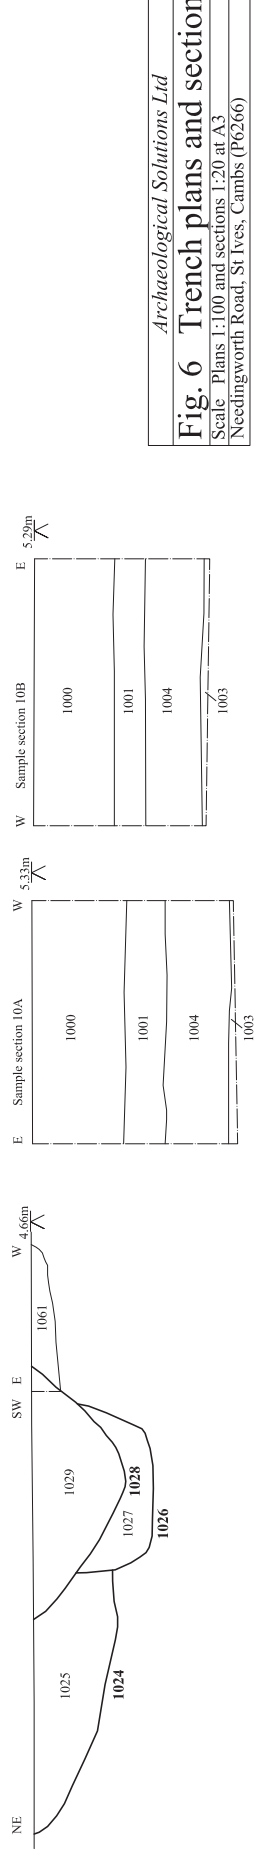 NE
SW E
W
4.66m
1025
1029
1061
1027
1024
1028
1026
E Sample section 10A W
5.33m
1000
1001
1004
1003
W Sample section 10B E
5.29m
1000
1001
1004
1003
Archaeological Solutions Ltd
Fig. 6 Trench plans and section
Scale Plans 1:100 and sections 1:20 at A3
Needingworth Road, St Ives, Cambs (P6266)